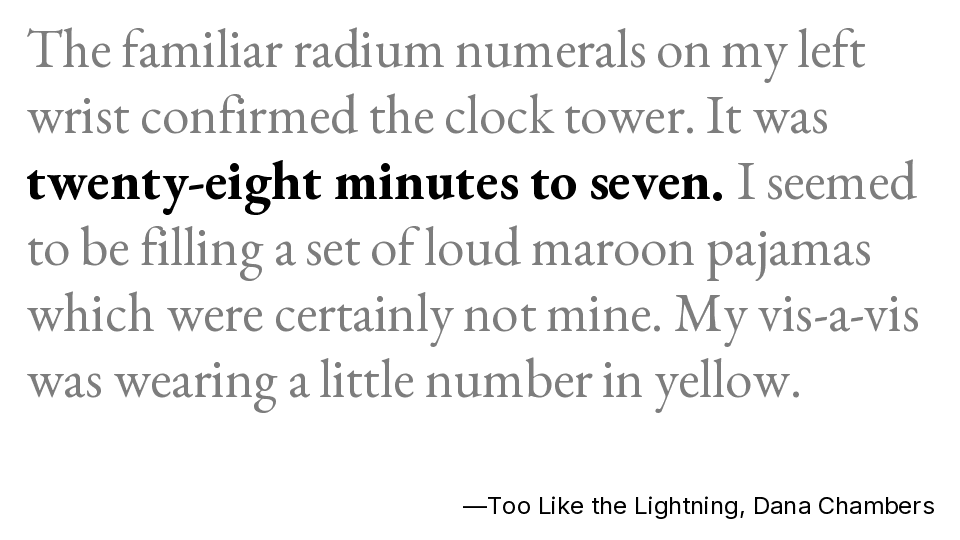 The familiar radium numerals on my left
wrist confirmed the clock tower. It was
twenty-eight minutes to seven. I seemed
to be filling a set of loud maroon pajamas
which were certainly not mine. My vis-a-vis
was wearing a little number in yellow.
—Too Like the Lightning, Dana Chambers